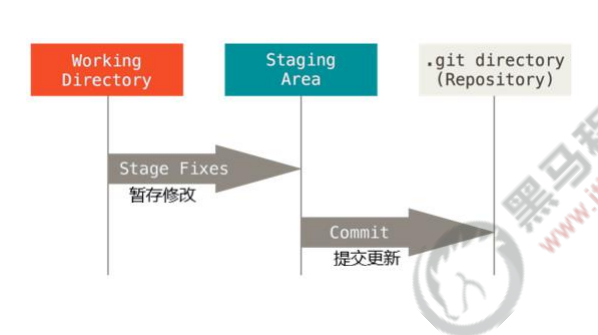 Working
Directory
Staging
Area
.git directory
(Repository)
Stage Fixes
暂存修改
Commit
提交更新
黑马程
www.it